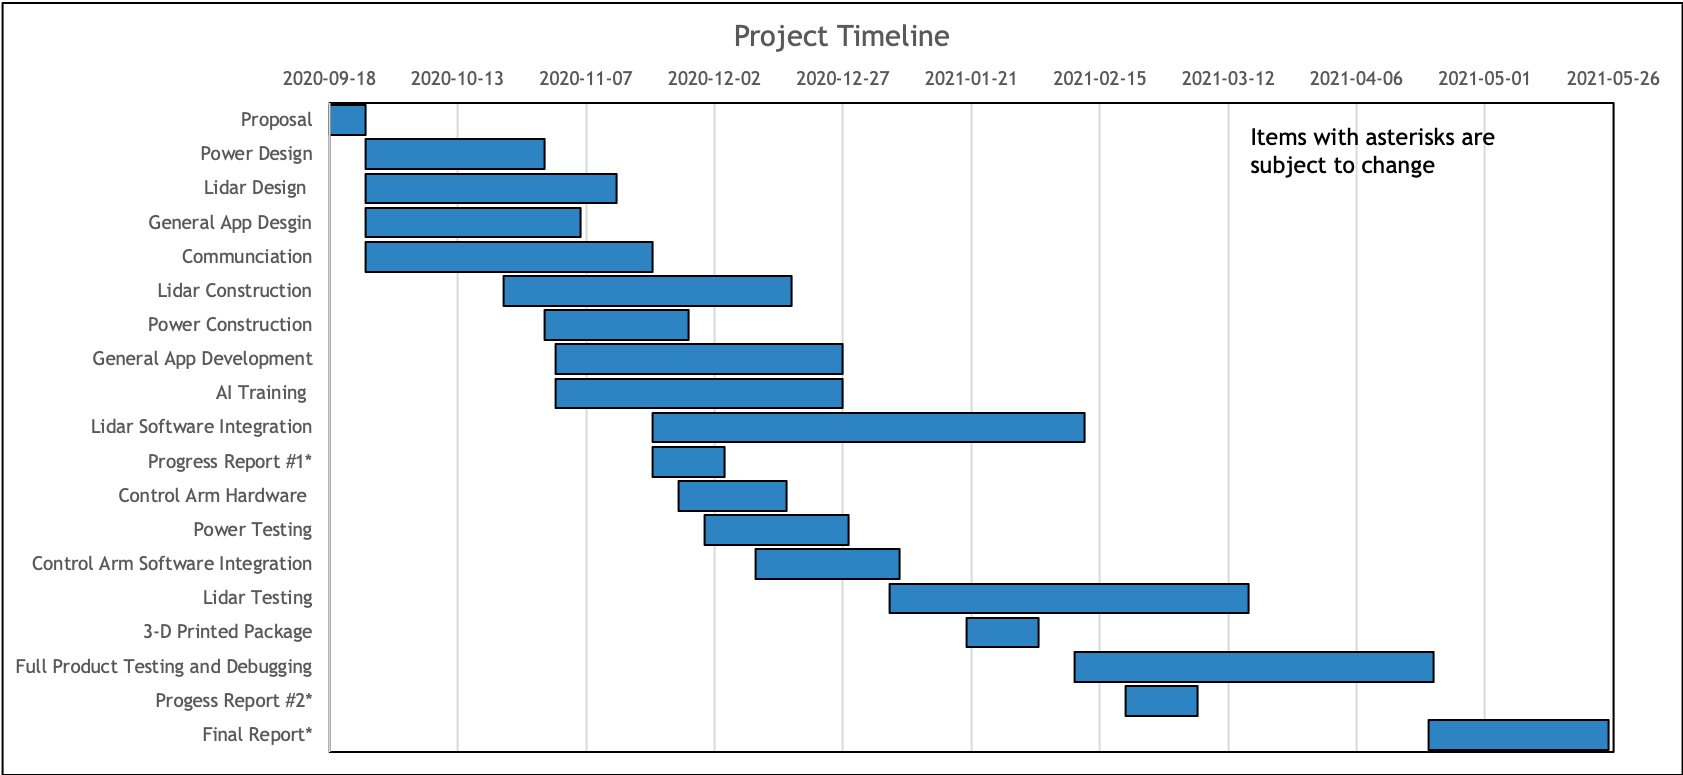 Project Timeline
2020-09-18 2020-10-13 2020-11-07 2020-12-02 2020-12-27 2021-01-21 2021-02-15 2021-03-12 2021-04-06 2021-05-01 2021-05-26
Proposal
Items with asterisks are
subject to change
Power Design
Lidar Design
General App Desgin
Communciation
Lidar Construction
Power Construction
General App Development
AI Training
Lidar Software Integration
Progress Report #1*
Control Arm Hardware
Power Testing
Control Arm Software Integration
Lidar Testing
3-D Printed Package
Full Product Testing and Debugging
Progess Report #2*
Final Report*